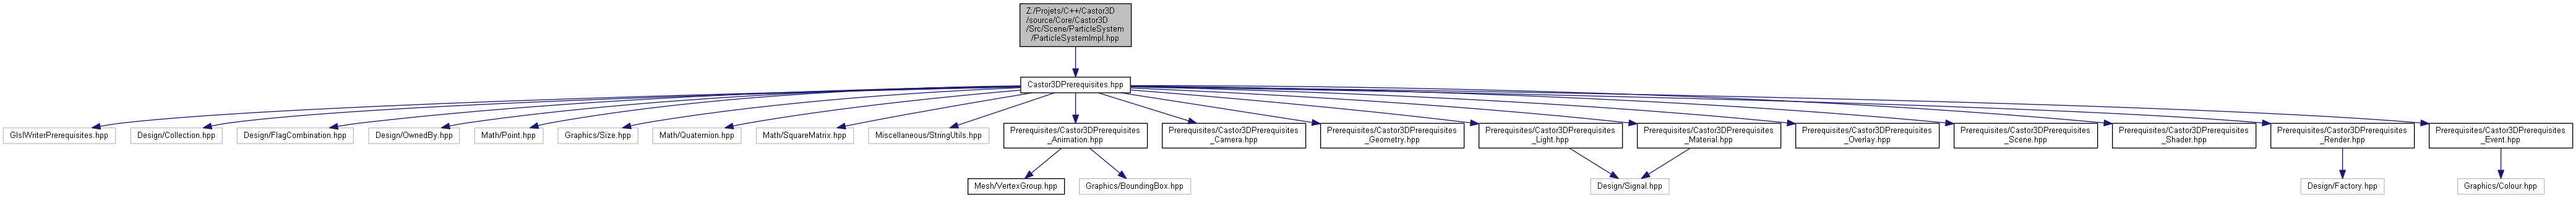 Z:/Projets/C++/Castor3D
/source/Core/Castor3D
/Src/Scene/ParticleSystem
/ParticleSystemImpl.hpp
Castor3DPrerequisites.hpp
GlslWriterPrerequisites.hpp
Design/Collection.hpp
Design/FlagCombination.hpp
Design/OwnedBy.hpp
Math/Point.hpp
Graphics/Size.hpp
Math/Quaternion.hpp
Math/SquareMatrix.hpp
Miscellaneous/StringUtils.hpp
Prerequisites/Castor3DPrerequisites
_Animation.hpp
Prerequisites/Castor3DPrerequisites
_Camera.hpp
Prerequisites/Castor3DPrerequisites
_Geometry.hpp
Prerequisites/Castor3DPrerequisites
_Light.hpp
Prerequisites/Castor3DPrerequisites
_Material.hpp
Prerequisites/Castor3DPrerequisites
_Overlay.hpp
Prerequisites/Castor3DPrerequisites
_Scene.hpp
Prerequisites/Castor3DPrerequisites
_Shader.hpp
Prerequisites/Castor3DPrerequisites
_Render.hpp
Prerequisites/Castor3DPrerequisites
_Event.hpp
Mesh/VertexGroup.hpp
Graphics/BoundingBox.hpp
Design/Signal.hpp
Design/Factory.hpp
Graphics/Colour.hpp